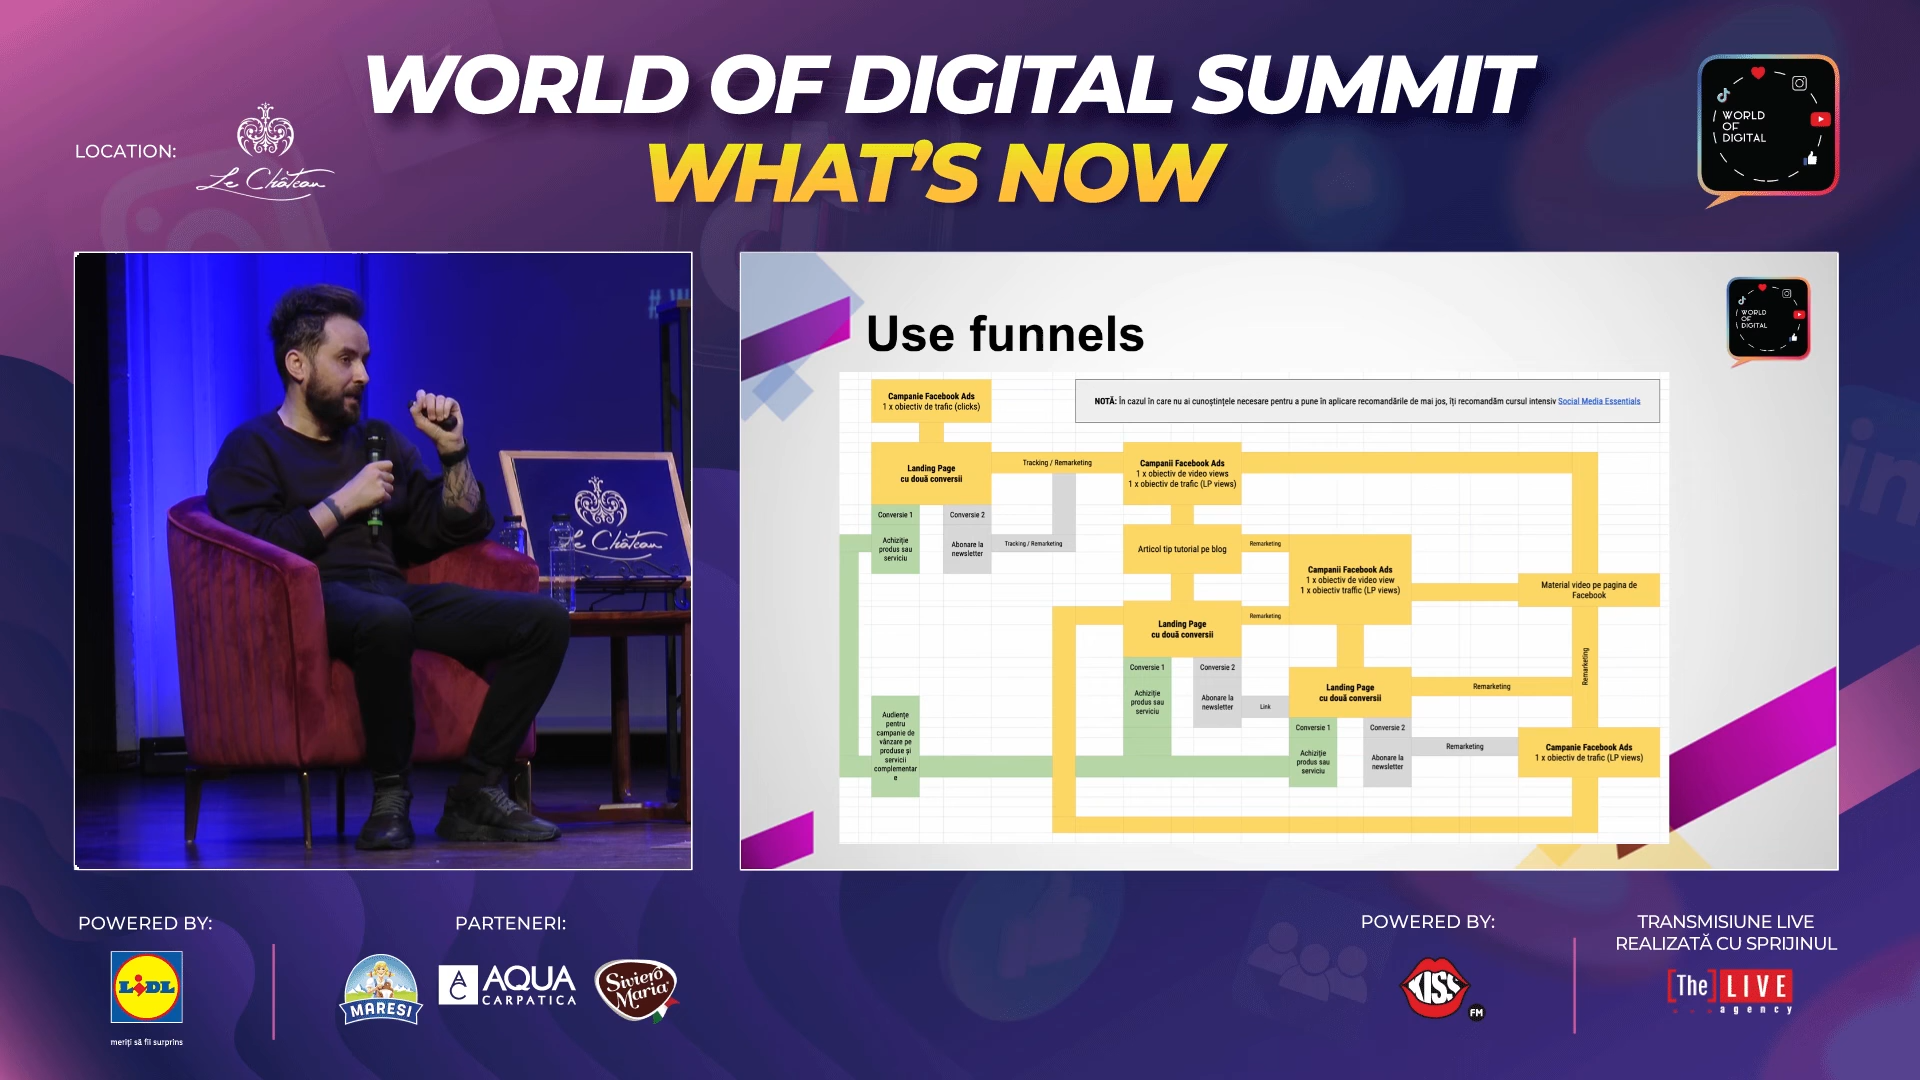 WORLD OF DIGITAL SUMMIT
WHAT'S NOW
LOCATION:
Le Château
WORLD
OF
DIGITAL
# W
Le Château
Use funnels
WORLD
OF
DIGITAL
Campanie Facebook Ads
1 x obiectiv de trafic (clicks)
NOTĂ: În cazul în care nu ai cunoștințele necesare pentru a pune în aplicare recomandările de mai jos, îți recomandăm cursul intensiv Social Media Essentials
Landing Page
cu două conversii
Tracking / Remarketing
Campanii Facebook Ads
1 x obiectiv de video views
1 x obiectiv de trafic (LP views)
Conversie 1
Achiziție
produs sau
serviciu
Conversie 2
Abonare la
newsletter
Tracking / Remarketing
Articol tip tutorial pe blog
Remarketing
Campanii Facebook Ads
1 x obiectiv de video view
1 x obiectiv traffic (LP views)
Material video pe pagina de
Facebook
Landing Page
cu două conversii
Remarketing
Conversie 1
Achiziție
produs sau
serviciu
Conversie 2
Abonare la
newsletter
Link
Landing Page
cu două conversii
Remarketing
Remarketing
Conversie 1
Achiziție
produs sau
serviciu
Conversie 2
Abonare la
newsletter
Remarketing
Campanie Facebook Ads
1 x obiectiv de trafic (LP views)
Audiențe
pentru
campanie de
vânzare pe
produse și
servicii
complementar
e
POWERED BY:
LIDL
meriți să fii surprins
PARTENERI:
MARESI
AC
AQUA
CARPATICA
Siviero
Maria
POWERED BY:
KISS
FM
TRANSMISIUNE LIVE
REALIZATĂ CU SPRIJINUL
[The] LIVE
agency